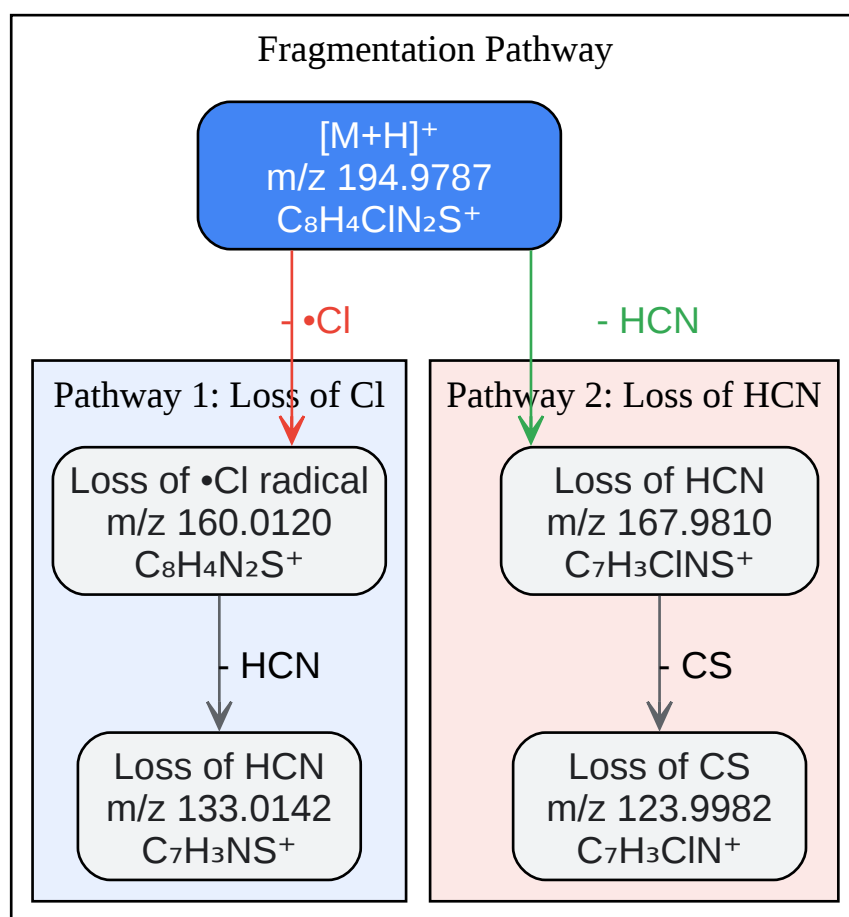 Fragmentation Pathway
[M+H]⁺
m/z 194.9787
C₈H₄ClN₂S⁺
- •Cl
- HCN
Pathway 1: Loss of Cl
Loss of •Cl radical
m/z 160.0120
C₈H₄N₂S⁺
- HCN
Loss of HCN
m/z 133.0142
C₇H₃NS⁺
Pathway 2: Loss of HCN
Loss of HCN
m/z 167.9810
C₇H₃ClNS⁺
- CS
Loss of CS
m/z 123.9982
C₇H₃ClN⁺